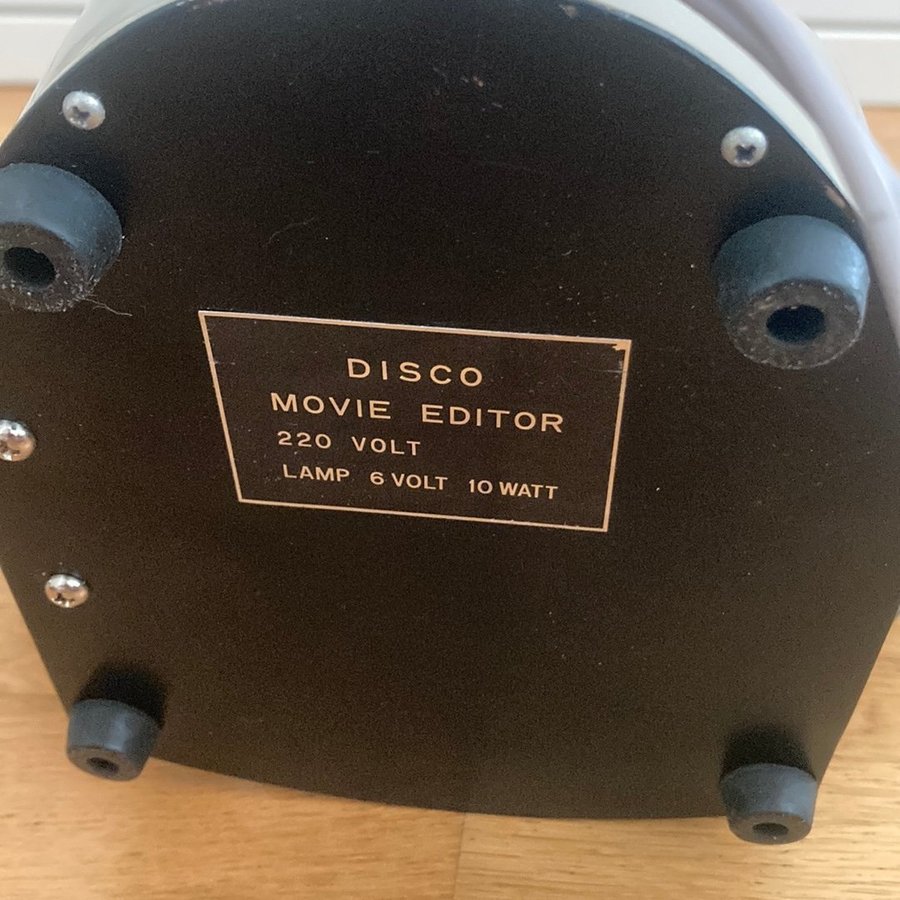 DISCO
MOVIE EDITOR
220 VOLT
LAMP 6 VOLT 10 WATT